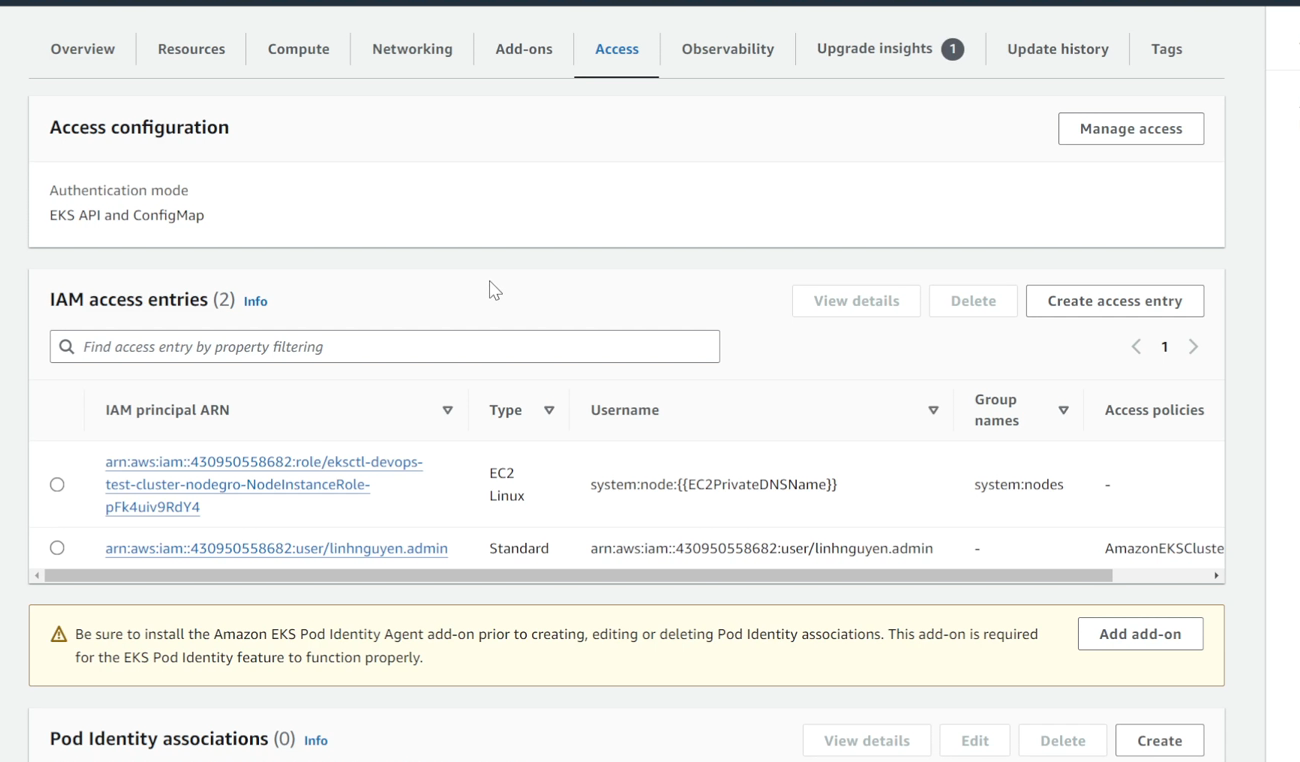 Overview Resources Compute Networking Add-ons Access Observability Upgrade insights 1 Update history Tags
Access configuration
Manage access
Authentication mode
EKS API and ConfigMap
IAM access entries (2) Info
View details Delete Create access entry
Find access entry by property filtering
1
IAM principal ARN Type Username Group names Access policies
arn:aws:iam::430950558682:role/eksctl-devops-
test-cluster-nodegro-NodeInstanceRole-
pFk4uiv9RdY4
EC2
Linux
system:node:{{EC2PrivateDNSName}}
system:nodes
-
arn:aws:iam::430950558682:user/linhnguyen.admin Standard arn:aws:iam::430950558682:user/linhnguyen.admin - AmazonEKSCluste
Be sure to install the Amazon EKS Pod Identity Agent add-on prior to creating, editing or deleting Pod Identity associations. This add-on is required
for the EKS Pod Identity feature to function properly.
Add add-on
Pod Identity associations (0) Info
View details Edit Delete Create